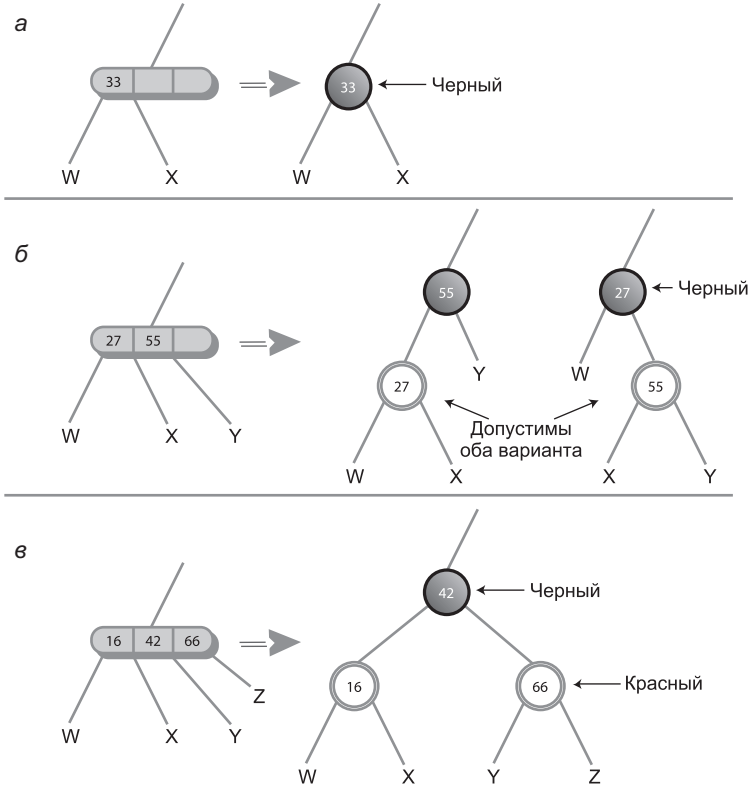 а
33
33
Черный
W
X
W
X
б
55
27
Черный
27
55
W
Y
27
55
W
X
Y
Допустимы
оба варианта
W
X
X
Y
в
42
Черный
16
42
66
16
66
Красный
Z
W
X
Y
W
X
Y
Z